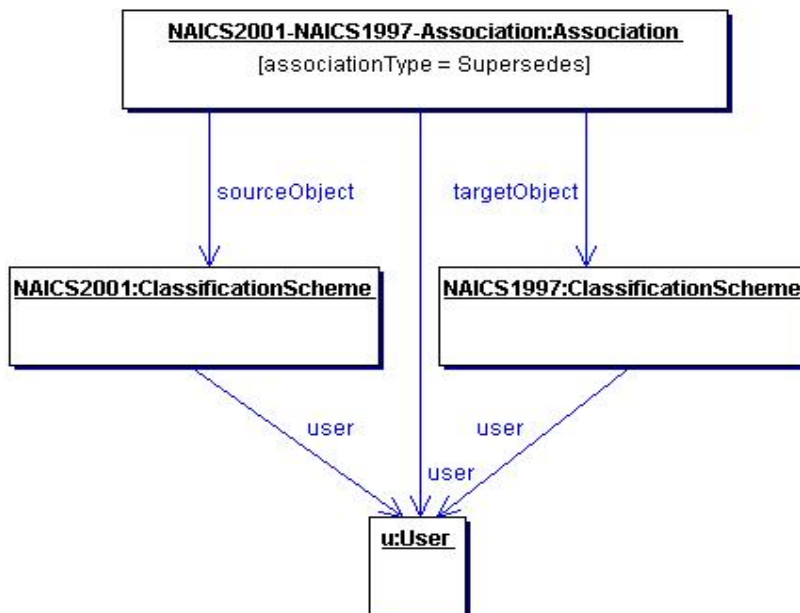 NAICS2001-NAICS1997-Association:Association
[associationType = Supersedes]
sourceObject
targetObject
NAICS2001:ClassificationScheme
NAICS1997:ClassificationScheme
user
user
user
u:User